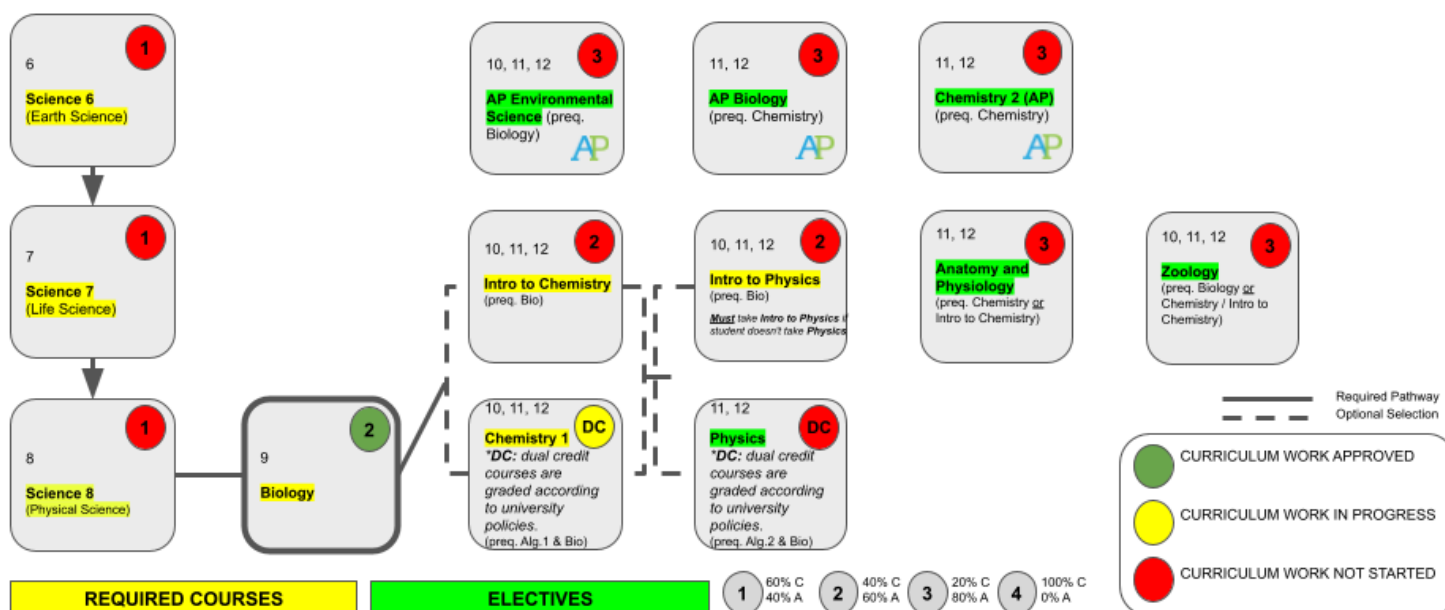 1
6
Science 6
(Earth Science)
3
10, 11, 12
AP Environmental
Science (preq.
Biology)
AP
3
11, 12
AP Biology
(preq. Chemistry)
AP
3
11, 12
Chemistry 2 (AP)
(preq. Chemistry)
AP
1
7
Science 7
(Life Science)
2
10, 11, 12
Intro to Chemistry
(preq. Bio)
2
10, 11, 12
Intro to Physics
(preq. Bio)
Must take Intro to Physics if
student doesn't take Physics
3
11, 12
Anatomy and
Physiology
(preq. Chemistry or
Intro to Chemistry)
3
10, 11, 12
Zoology
(preq. Biology or
Chemistry / Intro to
Chemistry)
1
8
Science 8
(Physical Science)
2
9
Biology
DC
10, 11, 12
Chemistry 1
*DC: dual credit
courses are
graded according
to university
policies.
(preq. Alg.1 & Bio)
DC
11, 12
Physics
*DC: dual credit
courses are
graded according
to university
policies.
(preq. Alg.2 & Bio)
Required Pathway
Optional Selection
CURRICULUM WORK APPROVED
CURRICULUM WORK IN PROGRESS
CURRICULUM WORK NOT STARTED
REQUIRED COURSES
ELECTIVES
1
60% C
40% A
2
40% C
60% A
3
20% C
80% A
4
100% C
0% A